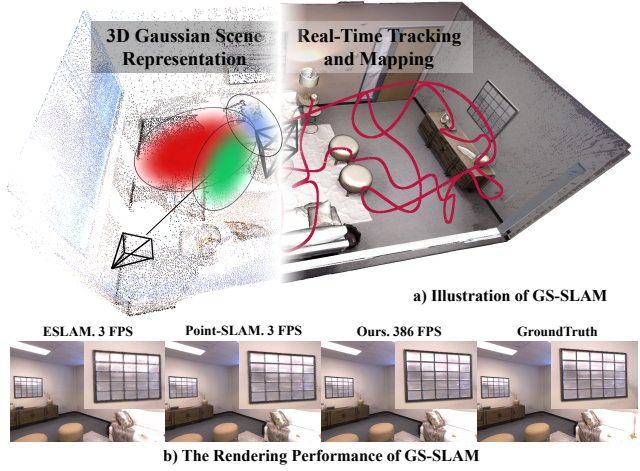 3D Gaussian Scene
Representation
Real-Time Tracking
and Mapping
a) Illustration of GS-SLAM
ESLAM. 3 FPS
Point-SLAM. 3 FPS
Ours. 386 FPS
GroundTruth
b) The Rendering Performance of GS-SLAM